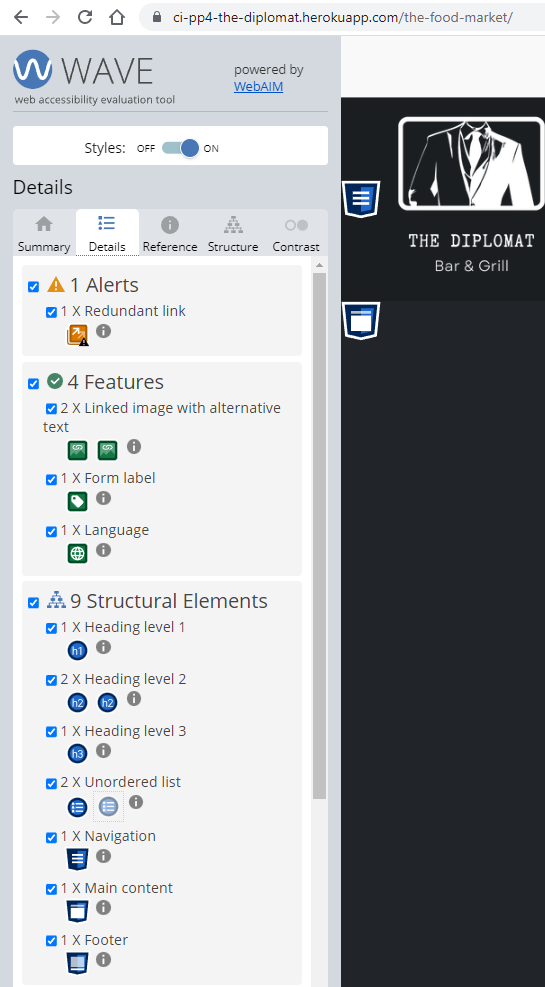 ci-pp4-the-diplomat.herokuapp.com/the-food-market/
WAVE
web accessibility evaluation tool
powered by
WebAIM
Styles: OFF ON
Details
Summary Details Reference Structure Contrast
1 Alerts
1 X Redundant link
4 Features
2 X Linked image with alternative
text
1 X Form label
1 X Language
9 Structural Elements
1 X Heading level 1
h1
2 X Heading level 2
h2 h2
1 X Heading level 3
h3
2 X Unordered list
1 X Navigation
1 X Main content
1 X Footer
THE DIPLOMAT
Bar & Grill